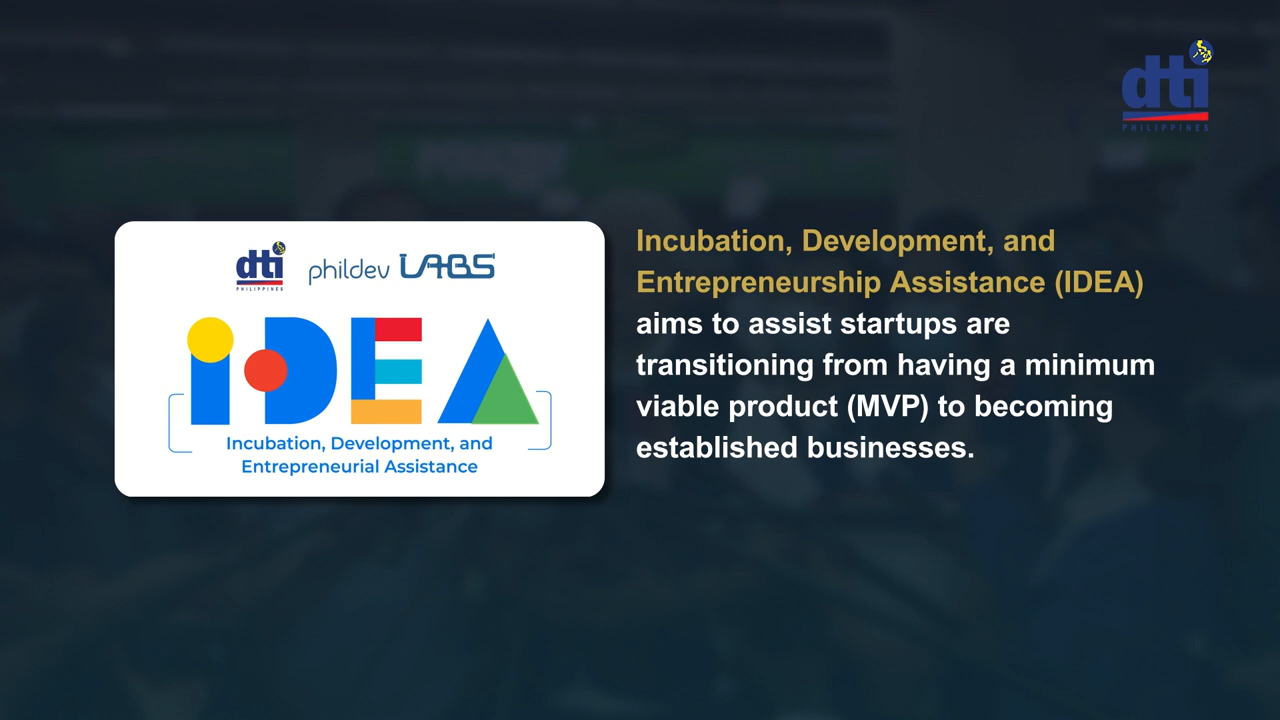 dti
PHILIPPINES
dti
PHILIPPINES
phildev LABS
iDEA
Incubation, Development, and
Entrepreneurial Assistance
Incubation, Development, and
Entrepreneurship Assistance (IDEA)
aims to assist startups are
transitioning from having a minimum
viable product (MVP) to becoming
established businesses.